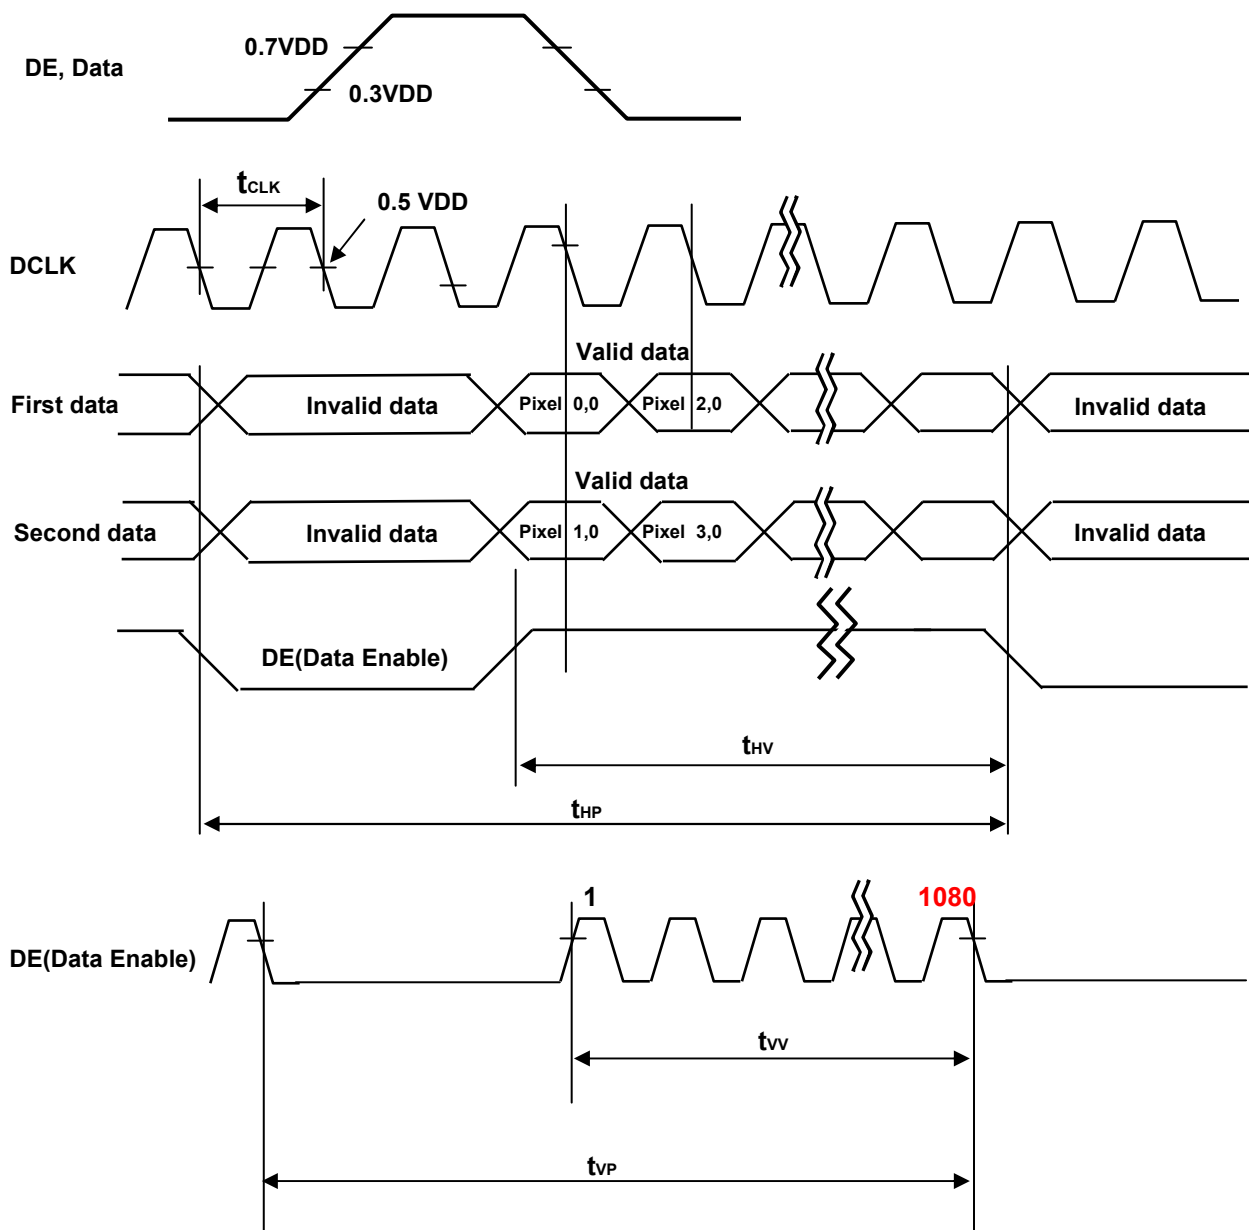 0.7VDD
DE, Data
0.3VDD
tCLK
0.5 VDD
DCLK
Valid data
First data
Invalid data
Pixel 0,0
Pixel 2,0
Invalid data
Valid data
Second data
Invalid data
Pixel 1,0
Pixel 3,0
Invalid data
DE(Data Enable)
tHV
tHP
1
1080
DE(Data Enable)
tVV
tVP